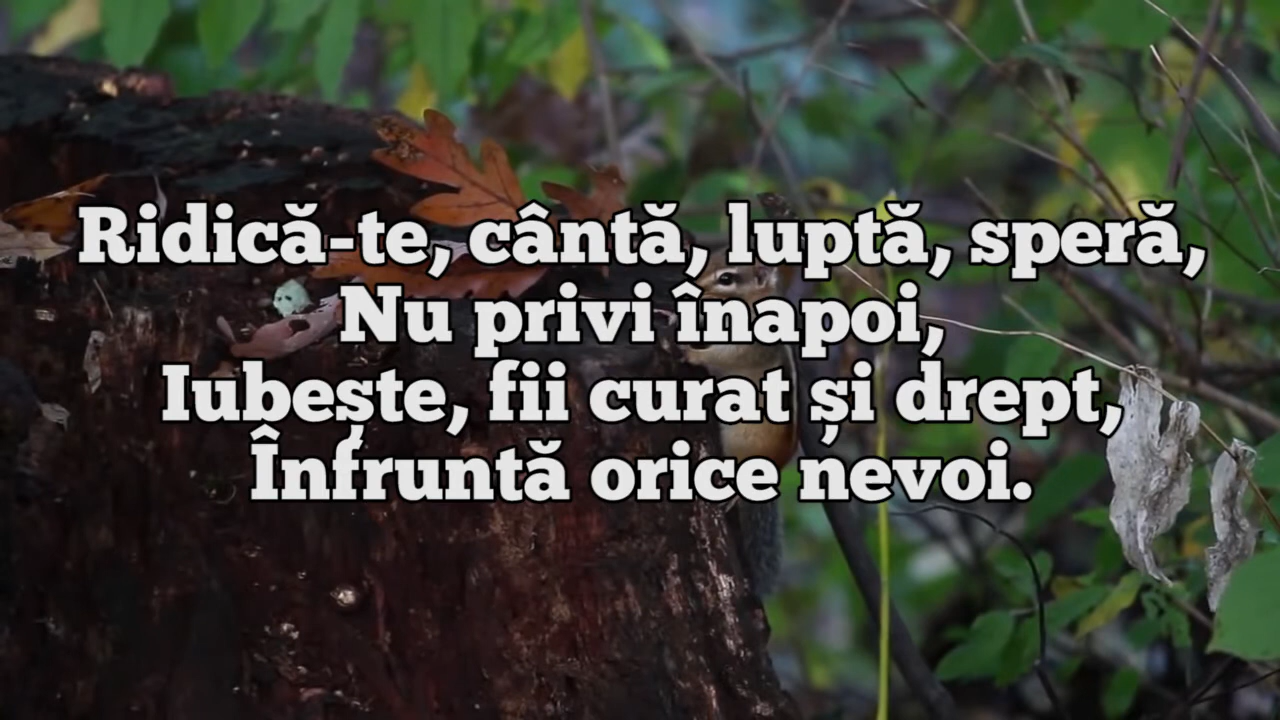 Ridică-te, cântă, luptă, speră,
Nu privi înapoi,
Iubește, fii curat și drept,
Înfruntă orice nevoi.